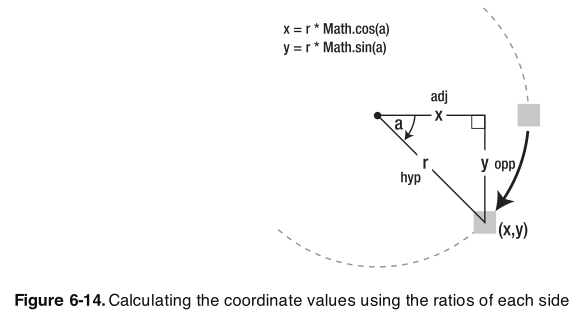 x = r * Math.cos(a)
y = r * Math.sin(a)
adj
x
a
r
hyp
y opp
(x,y)
Figure 6-14. Calculating the coordinate values using the ratios of each side